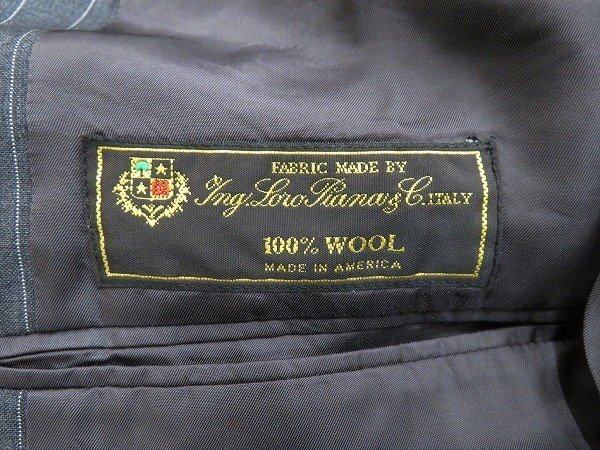 FABRIC MADE BY
Ing. Loro Piana & C. ITALY
100% WOOL
MADE IN AMERICA